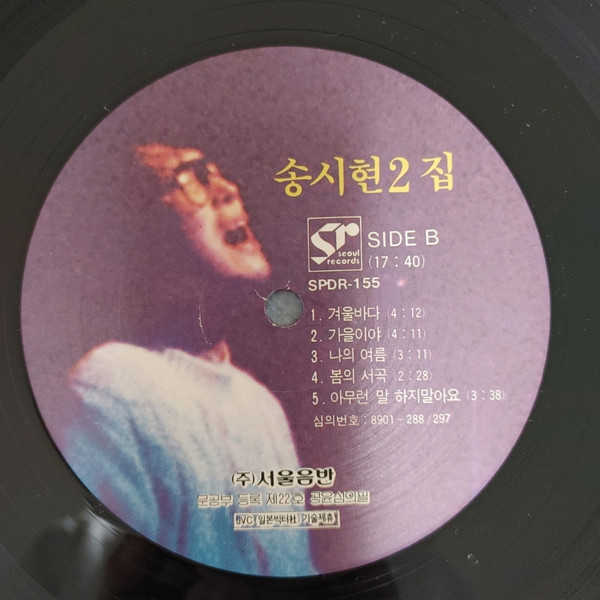 송시현 2 집
sr
seoul
records
SIDE B
(17 : 40)
SPDR-155
1. 겨울바다 (4 : 12)
2. 가을이야 (4 : 11)
3. 나의 여름 (3 : 11)
4. 봄의 서곡 (2 : 28)
5. 아무런 말 하지말아요 (3 : 38)
심의번호 : 8901-288/297
(주)서울음반
문공부 등록 제22호 공윤심의필
JVC(일본빅터社) 기술제휴